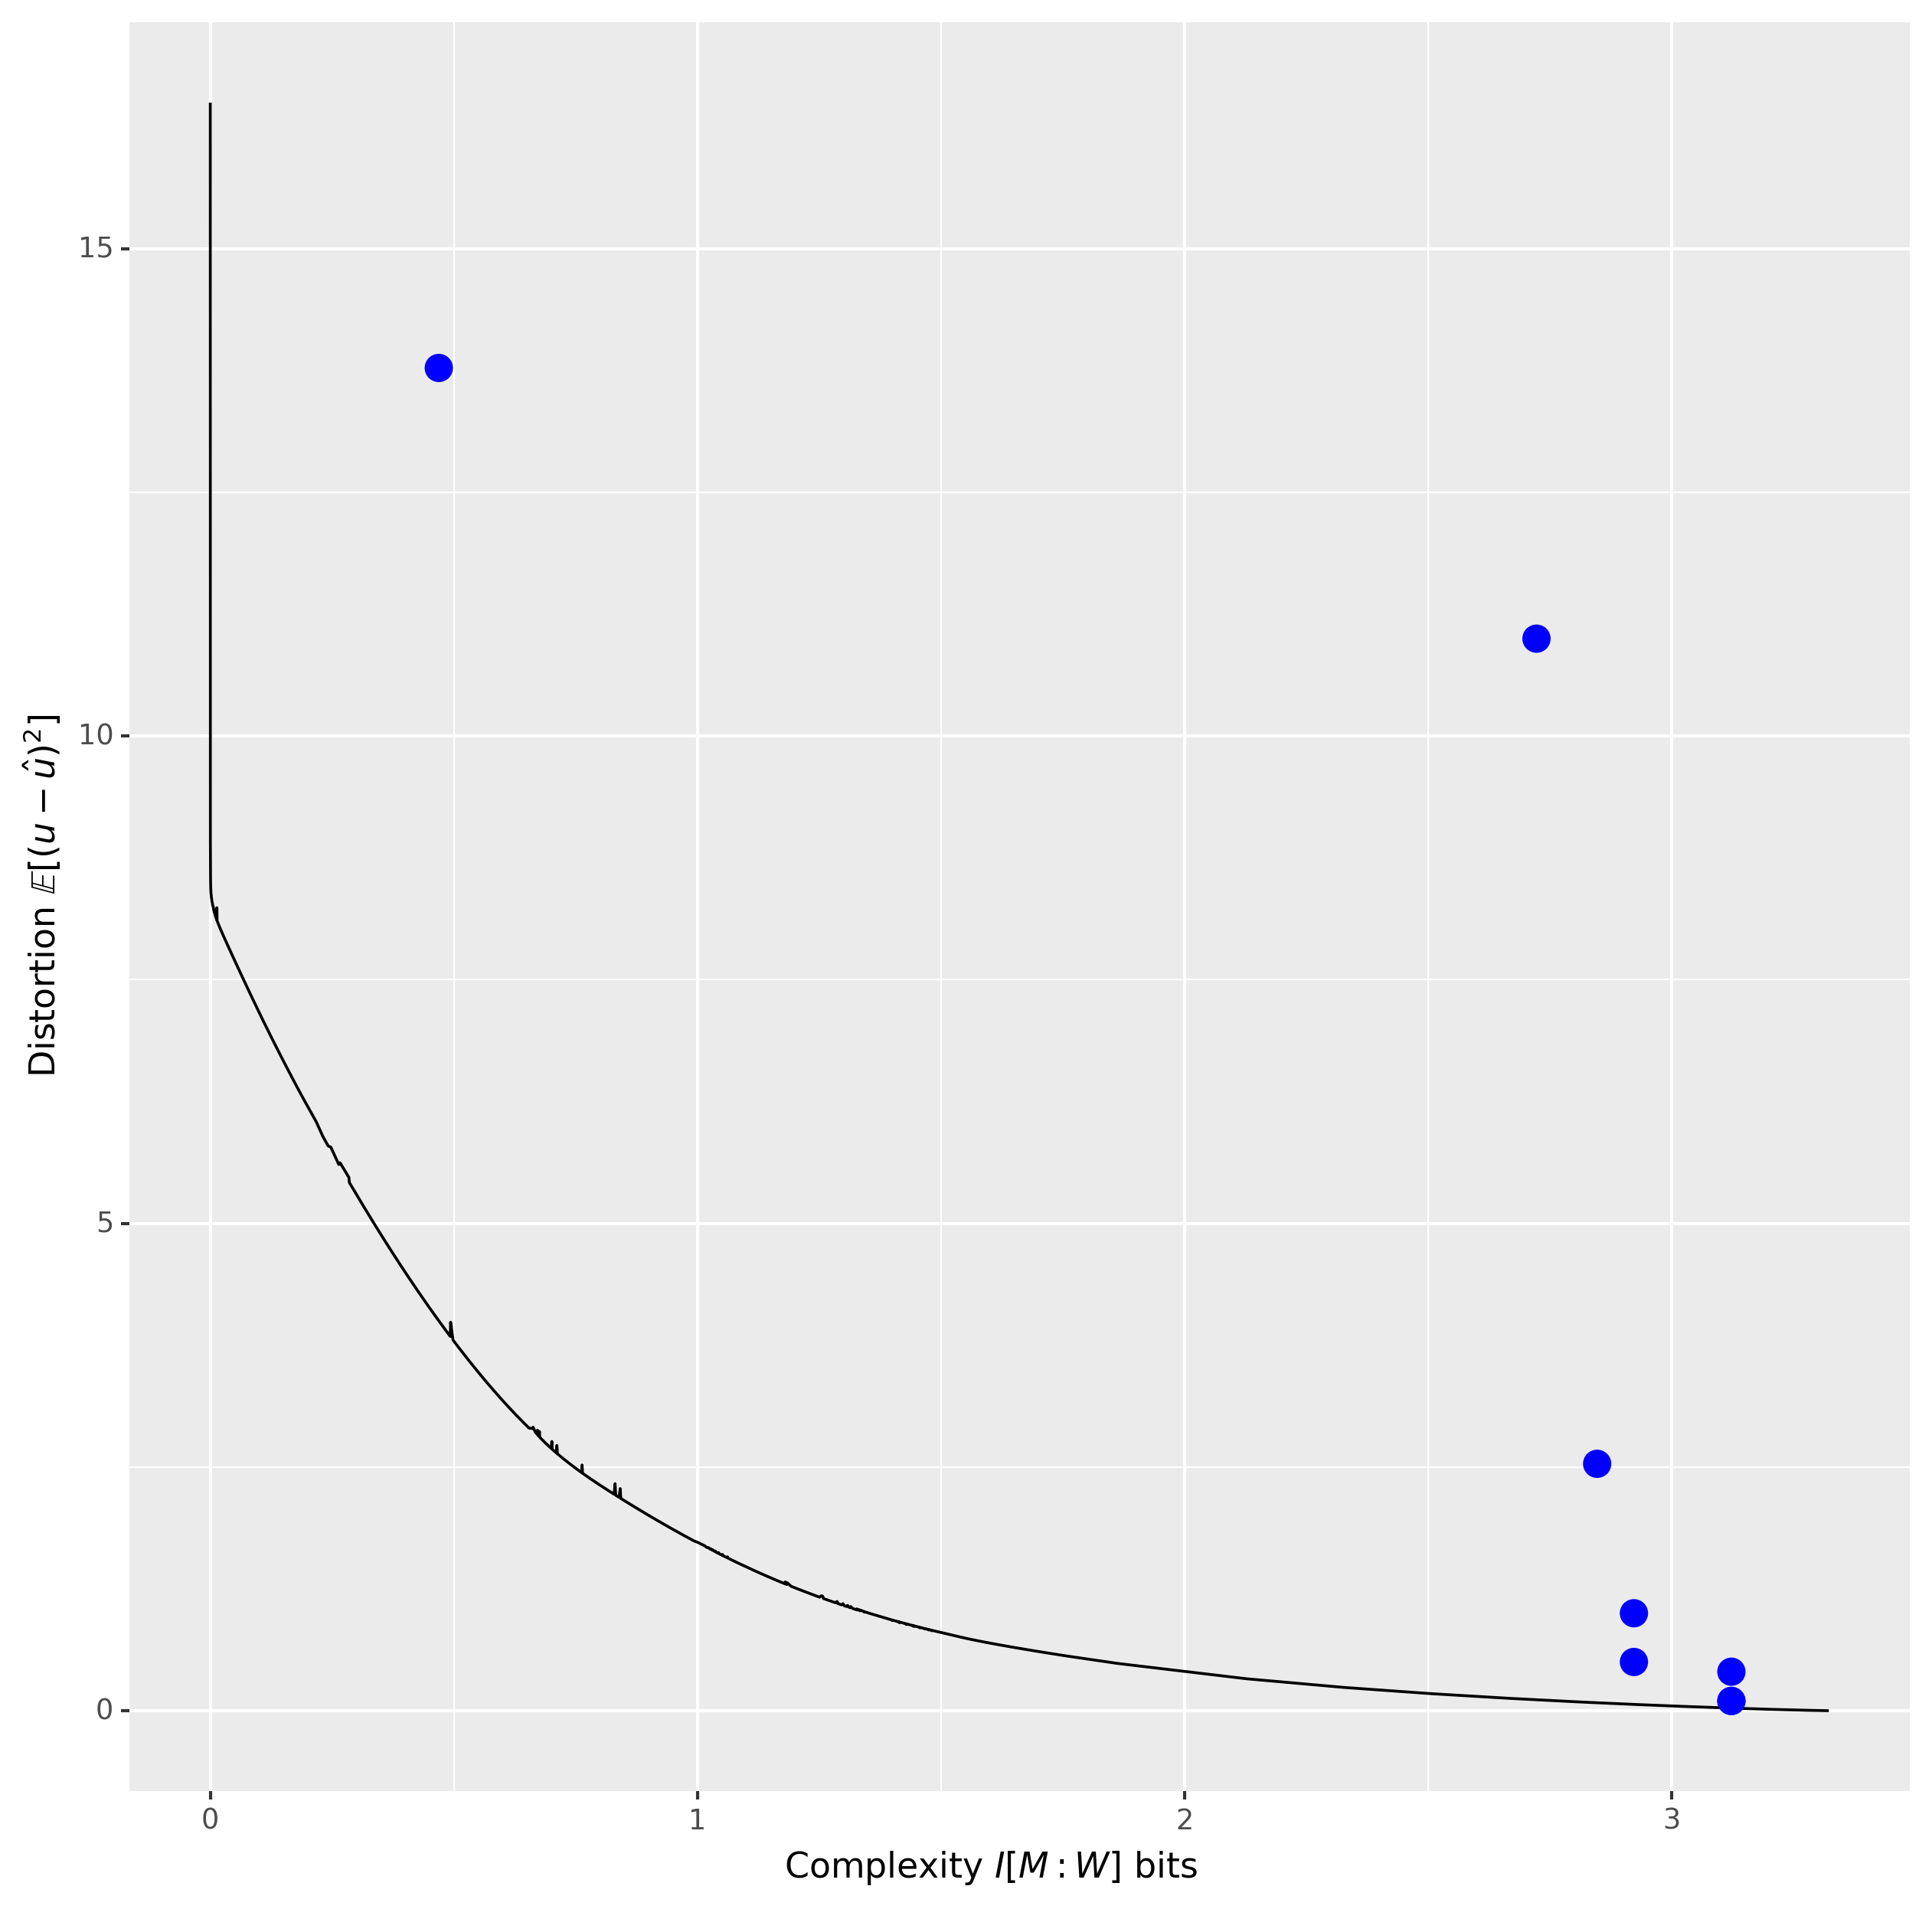 15
10
5
0
Distortion 𝔼[(u − û)²]
0 1 2 3
Complexity I[M : W] bits